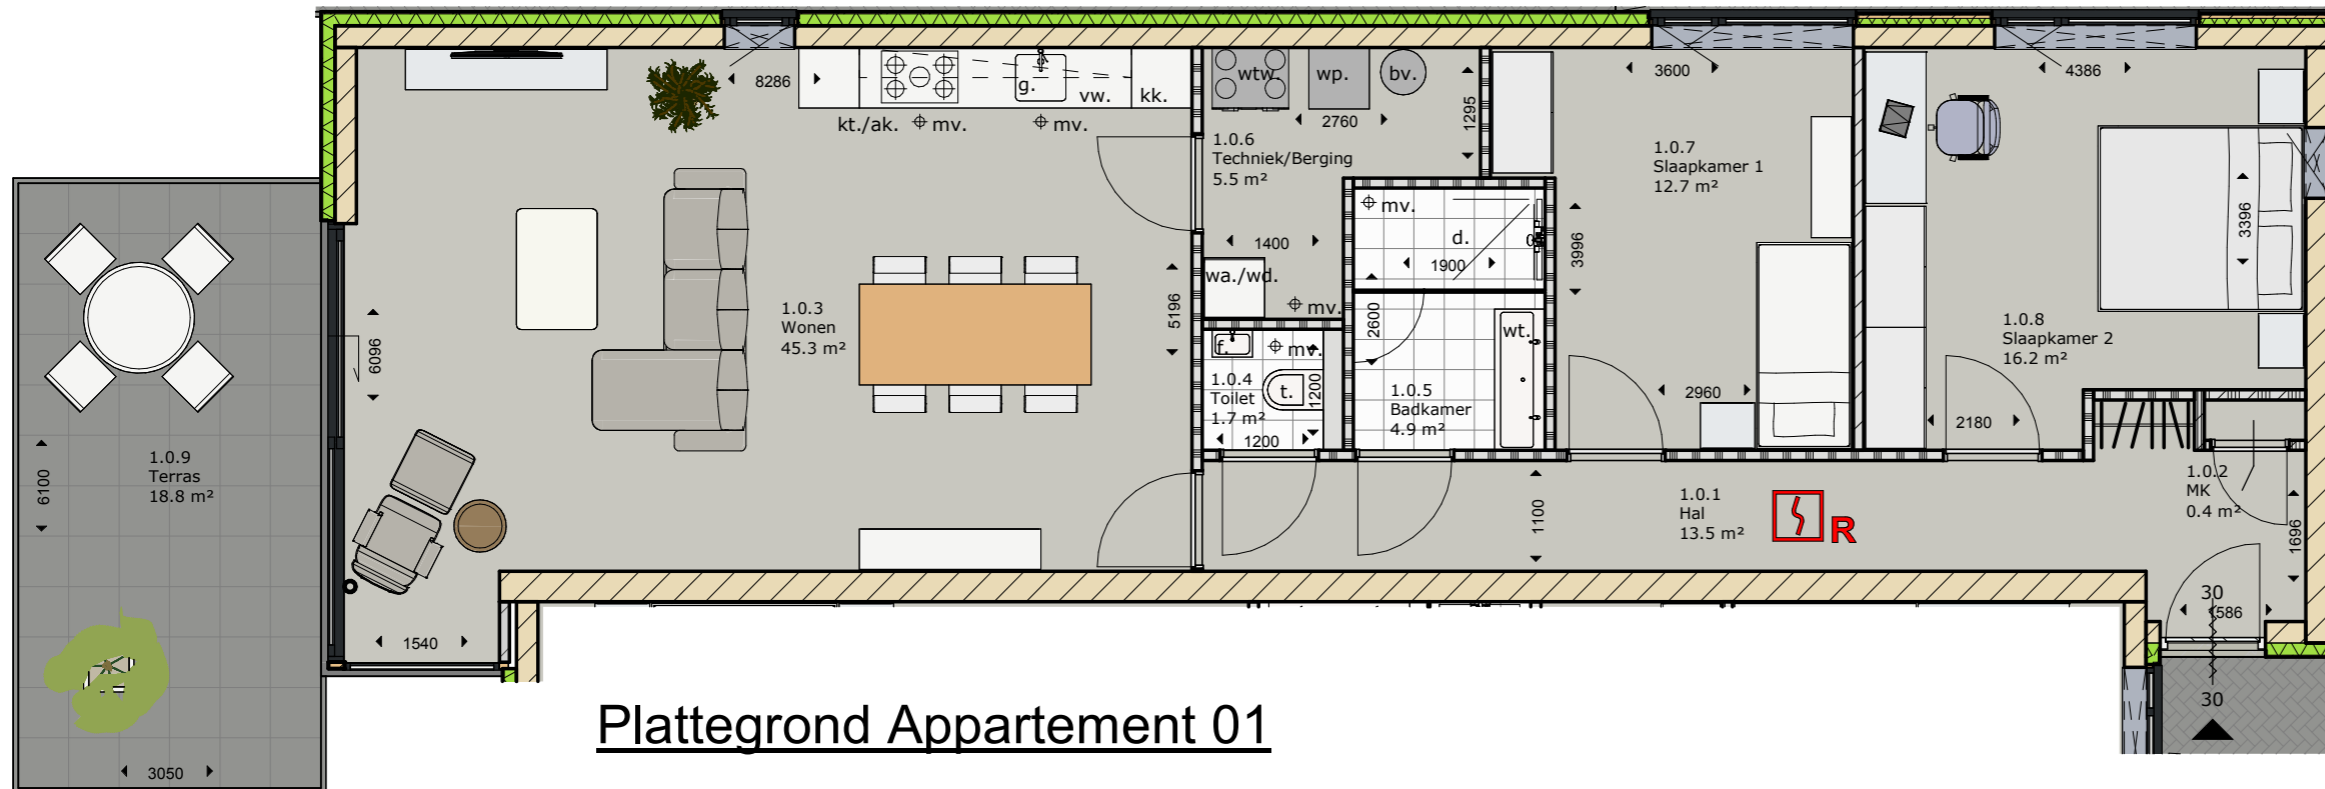 8286
kt./ak.
mv.
g.
vw.
kk.
mv.
wtw.
wp.
bv.
2760
1295
1.0.6
Techniek/Berging
5.5 m²
1400
wa./wd.
mv.
3600
1.0.7
Slaapkamer 1
12.7 m²
3996
2960
4386
3396
1.0.8
Slaapkamer 2
16.2 m²
2180
mv.
d.
1900
2600
wt.
1.0.5
Badkamer
4.9 m²
f.
mv.
1.0.4
Toilet
1.7 m²
t.
1200
1200
1.0.3
Wonen
45.3 m²
5196
6096
1540
1.0.9
Terras
18.8 m²
6100
3050
1100
1.0.1
Hal
13.5 m²
R
1.0.2
MK
0.4 m²
1696
30
30
Plattegrond Appartement 01